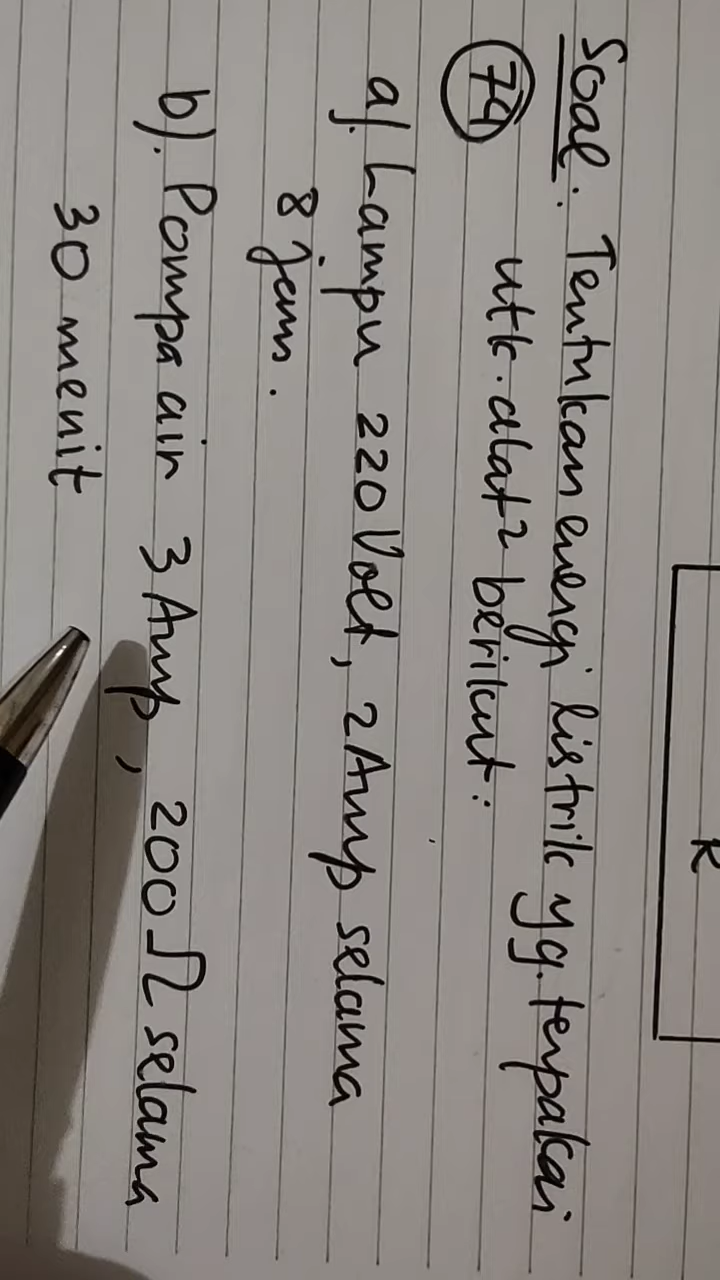 Soal: Tentukan energi listrik yg. terpakai
74 utk. alat² berikut:
a). Lampu 220 Volt, 2 Amp selama
8 jam.
b). Pompa air 3 Amp, 200 Ω selama
30 menit
R